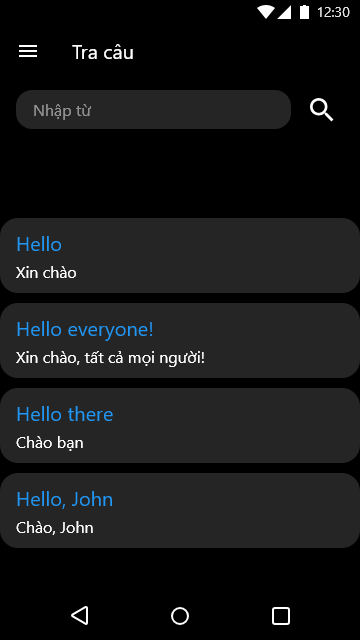 12:30
Tra câu
Nhập từ
Hello
Xin chào
Hello everyone!
Xin chào, tất cả mọi người!
Hello there
Chào bạn
Hello, John
Chào, John